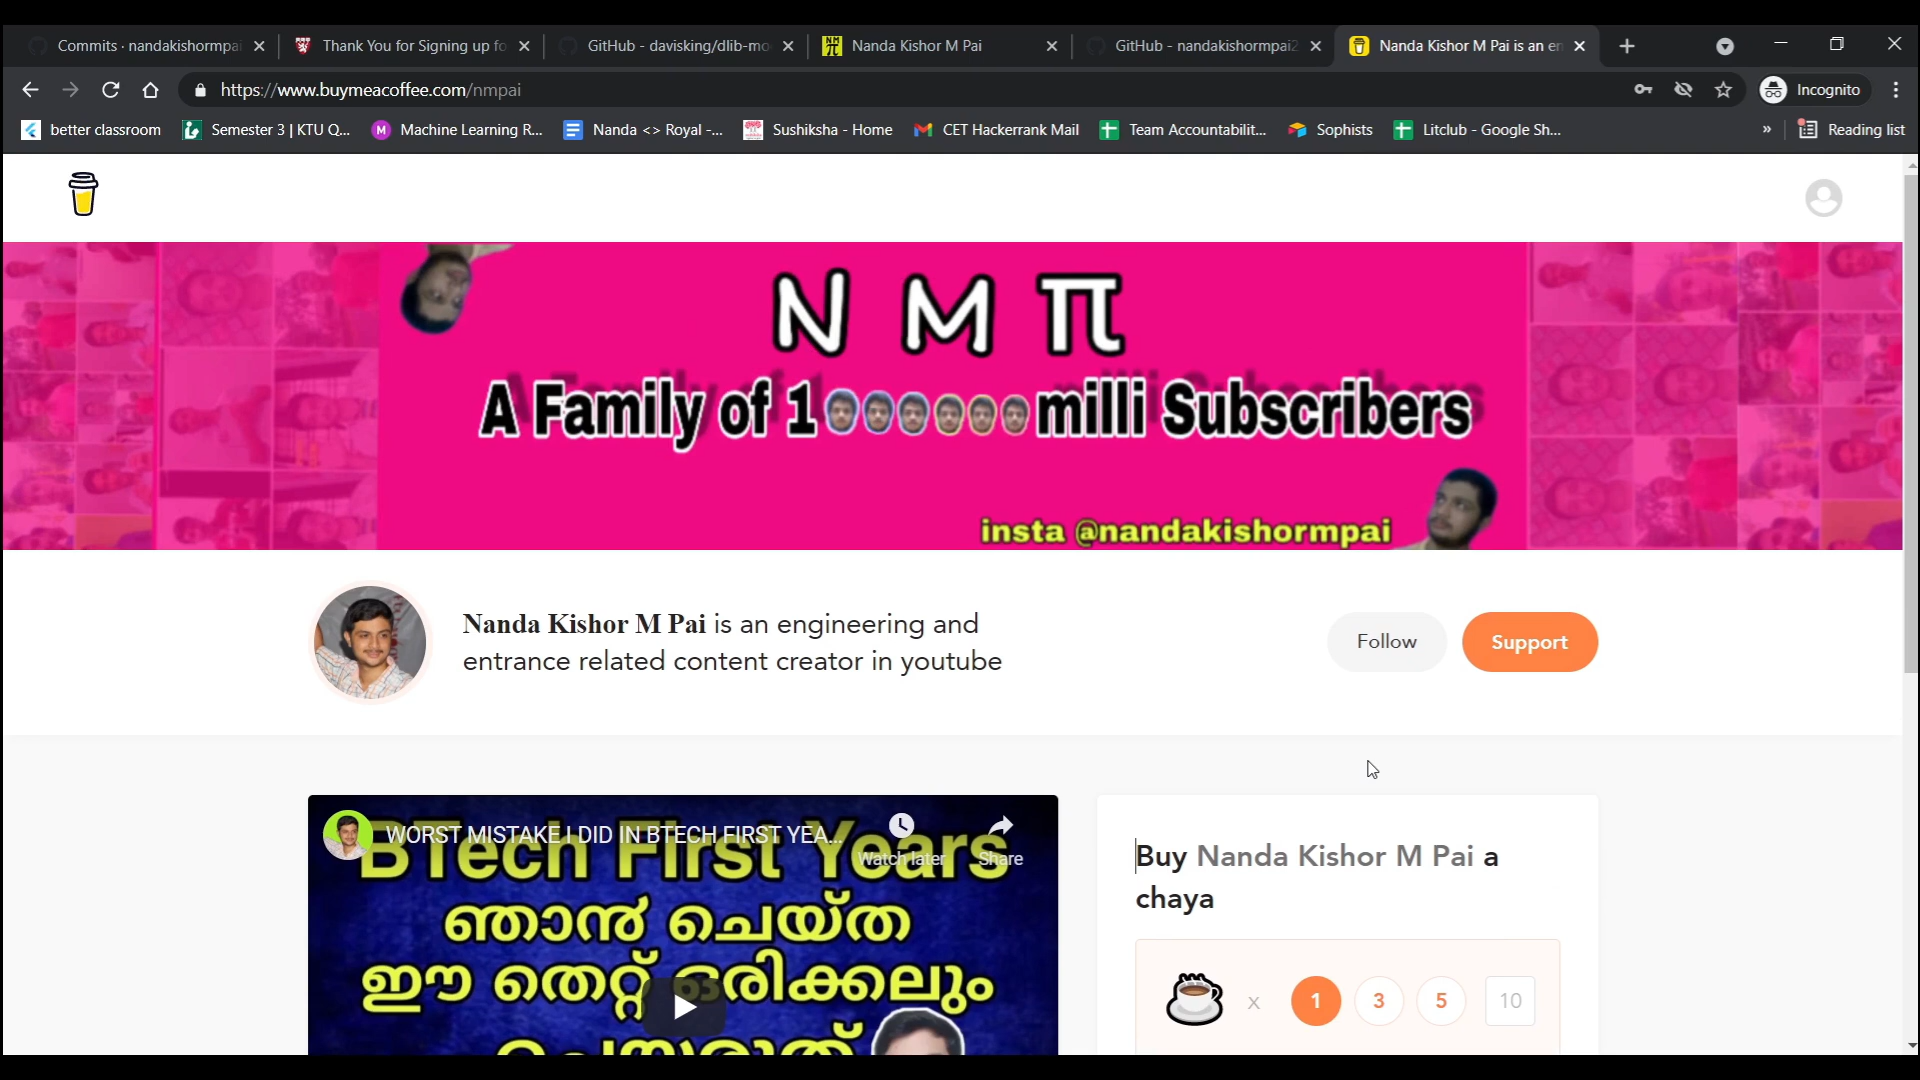 Commits · nandakishormpai
Thank You for Signing up fo
GitHub - davisking/dlib-mo
Nanda Kishor M Pai
GitHub - nandakishormpai2
Nanda Kishor M Pai is an en
https://www.buymeacoffee.com/nmpai
Incognito
better classroom
Semester 3 | KTU Q...
Machine Learning R...
Nanda <> Royal -...
Sushiksha - Home
CET Hackerrank Mail
Team Accountabilit...
Sophists
Litclub - Google Sh...
»
Reading list
N M π
A Family of 1 milli Subscribers
insta @nandakishormpai
Nanda Kishor M Pai is an engineering and
entrance related content creator in youtube
Follow
Support
WORST MISTAKE I DID IN BTECH FIRST YEA...
Watch later
Share
BTech First Years
ഞാൻ ചെയ്ത
ഈ തെറ്റ് ഒരിക്കലും
Buy Nanda Kishor M Pai a
chaya
x
1
3
5
10